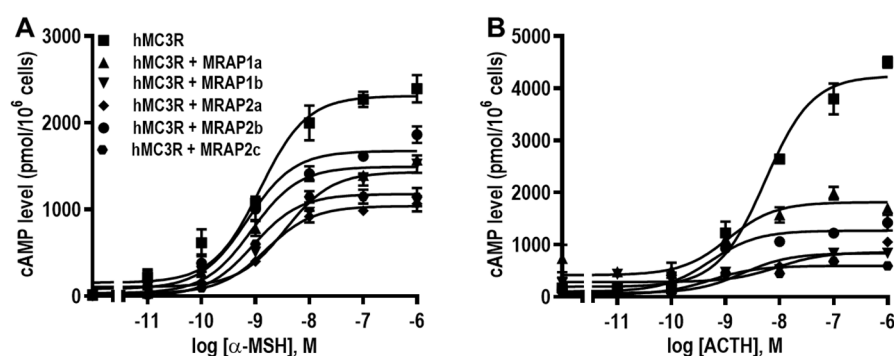 A
cAMP level (pmol/10⁶ cells)
3000
2000
1000
0
-11 -10 -9 -8 -7 -6
log [α-MSH], M
hMC3R
hMC3R + MRAP1a
hMC3R + MRAP1b
hMC3R + MRAP2a
hMC3R + MRAP2b
hMC3R + MRAP2c
B
cAMP level (pmol/10⁶ cells)
5000
4000
3000
2000
1000
0
-11 -10 -9 -8 -7 -6
log [ACTH], M